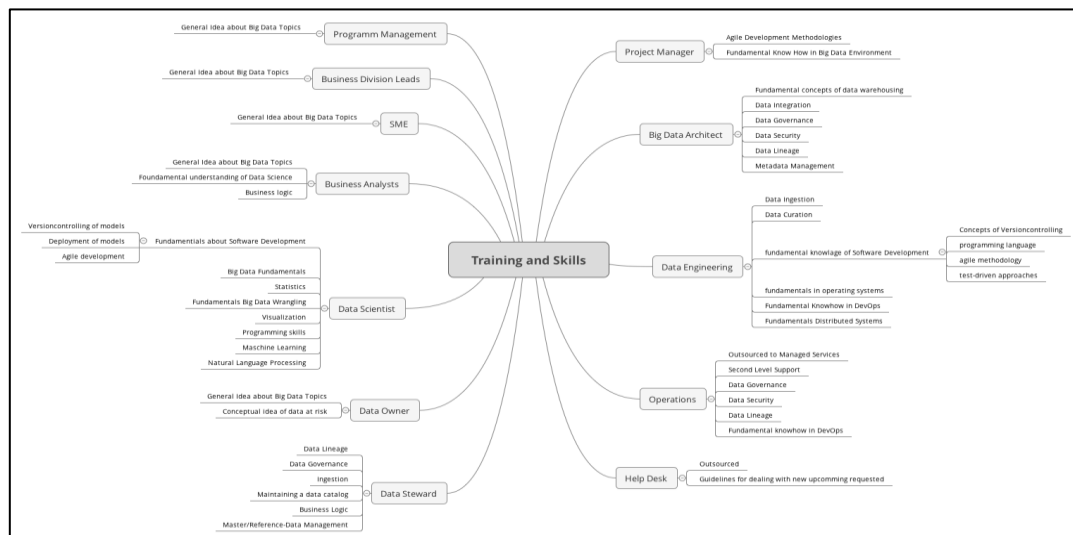 Training and Skills
Programm Management
General Idea about Big Data Topics
Business Division Leads
General Idea about Big Data Topics
SME
General Idea about Big Data Topics
Business Analysts
General Idea about Big Data Topics
Foundamental understanding of Data Science
Business logic
Data Scientist
Fundamentials about Software Development
Versioncontrolling of models
Deployment of models
Agile development
Big Data Fundamentals
Statistics
Fundamentals Big Data Wrangling
Visualization
Programming skills
Maschine Learning
Natural Language Processing
Data Owner
General Idea about Big Data Topics
Conceptual idea of data at risk
Data Steward
Data Lineage
Data Governance
Ingestion
Maintaining a data catalog
Business Logic
Master/Reference-Data Management
Project Manager
Agile Development Methodologies
Fundamental Know How in Big Data Environment
Big Data Architect
Fundamental concepts of data warehousing
Data Integration
Data Governance
Data Security
Data Lineage
Metadata Management
Data Engineering
Data Ingestion
Data Curation
fundamental knowlage of Software Development
Concepts of Versioncontrolling
programming language
agile methodology
test-driven approaches
fundamentals in operating systems
Fundamental Knowhow in DevOps
Fundamentals Distributed Systems
Operations
Outsourced to Managed Services
Second Level Support
Data Governance
Data Security
Data Lineage
Fundamental knowhow in DevOps
Help Desk
Outsourced
Guidelines for dealing with new upcomming requested